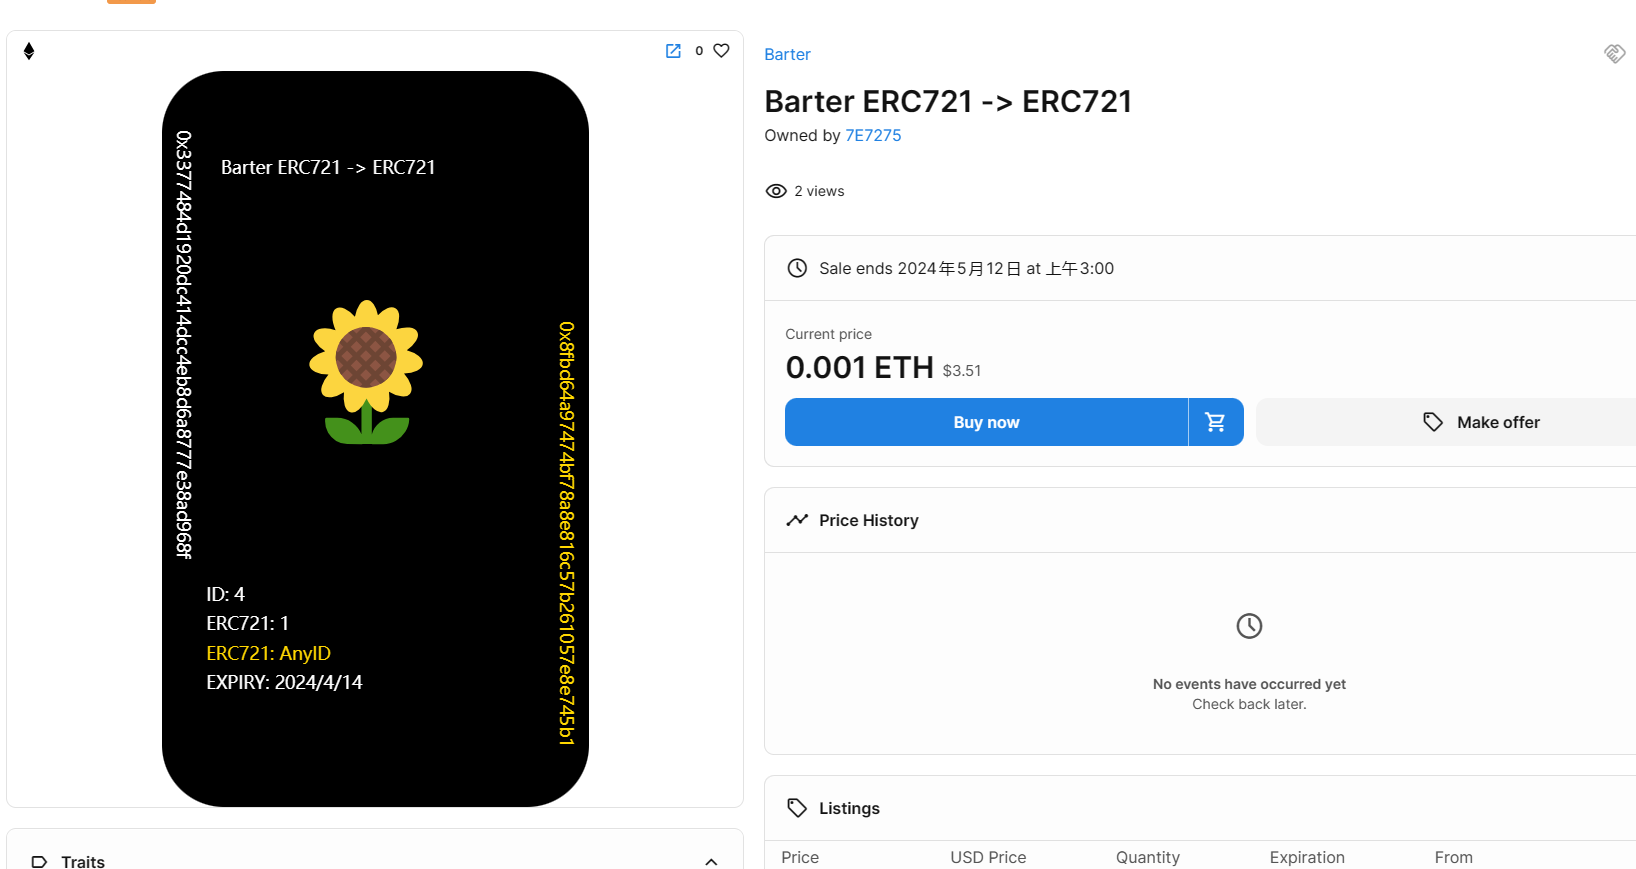 0
Barter ERC721 -> ERC721
0x3377484d1920dc414dcc4eb8d6a8777e38ad968f
0x8fbd64a97474bf78a8e816c57b261057e8e745b1
ID: 4
ERC721: 1
ERC721: AnyID
EXPIRY: 2024/4/14
Traits
Barter
Barter ERC721 -> ERC721
Owned by 7E7275
2 views
Sale ends 2024年5月12日 at 上午3:00
Current price
0.001 ETH $3.51
Buy now
Make offer
Price History
No events have occurred yet
Check back later.
Listings
Price USD Price Quantity Expiration From